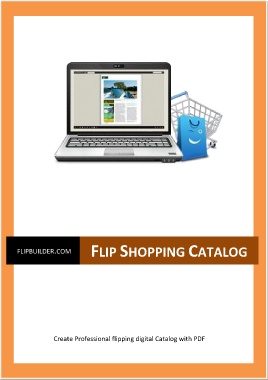 FLIPBUILDER.COM
FLIP SHOPPING CATALOG
Create Professional flipping digital Catalog with PDF